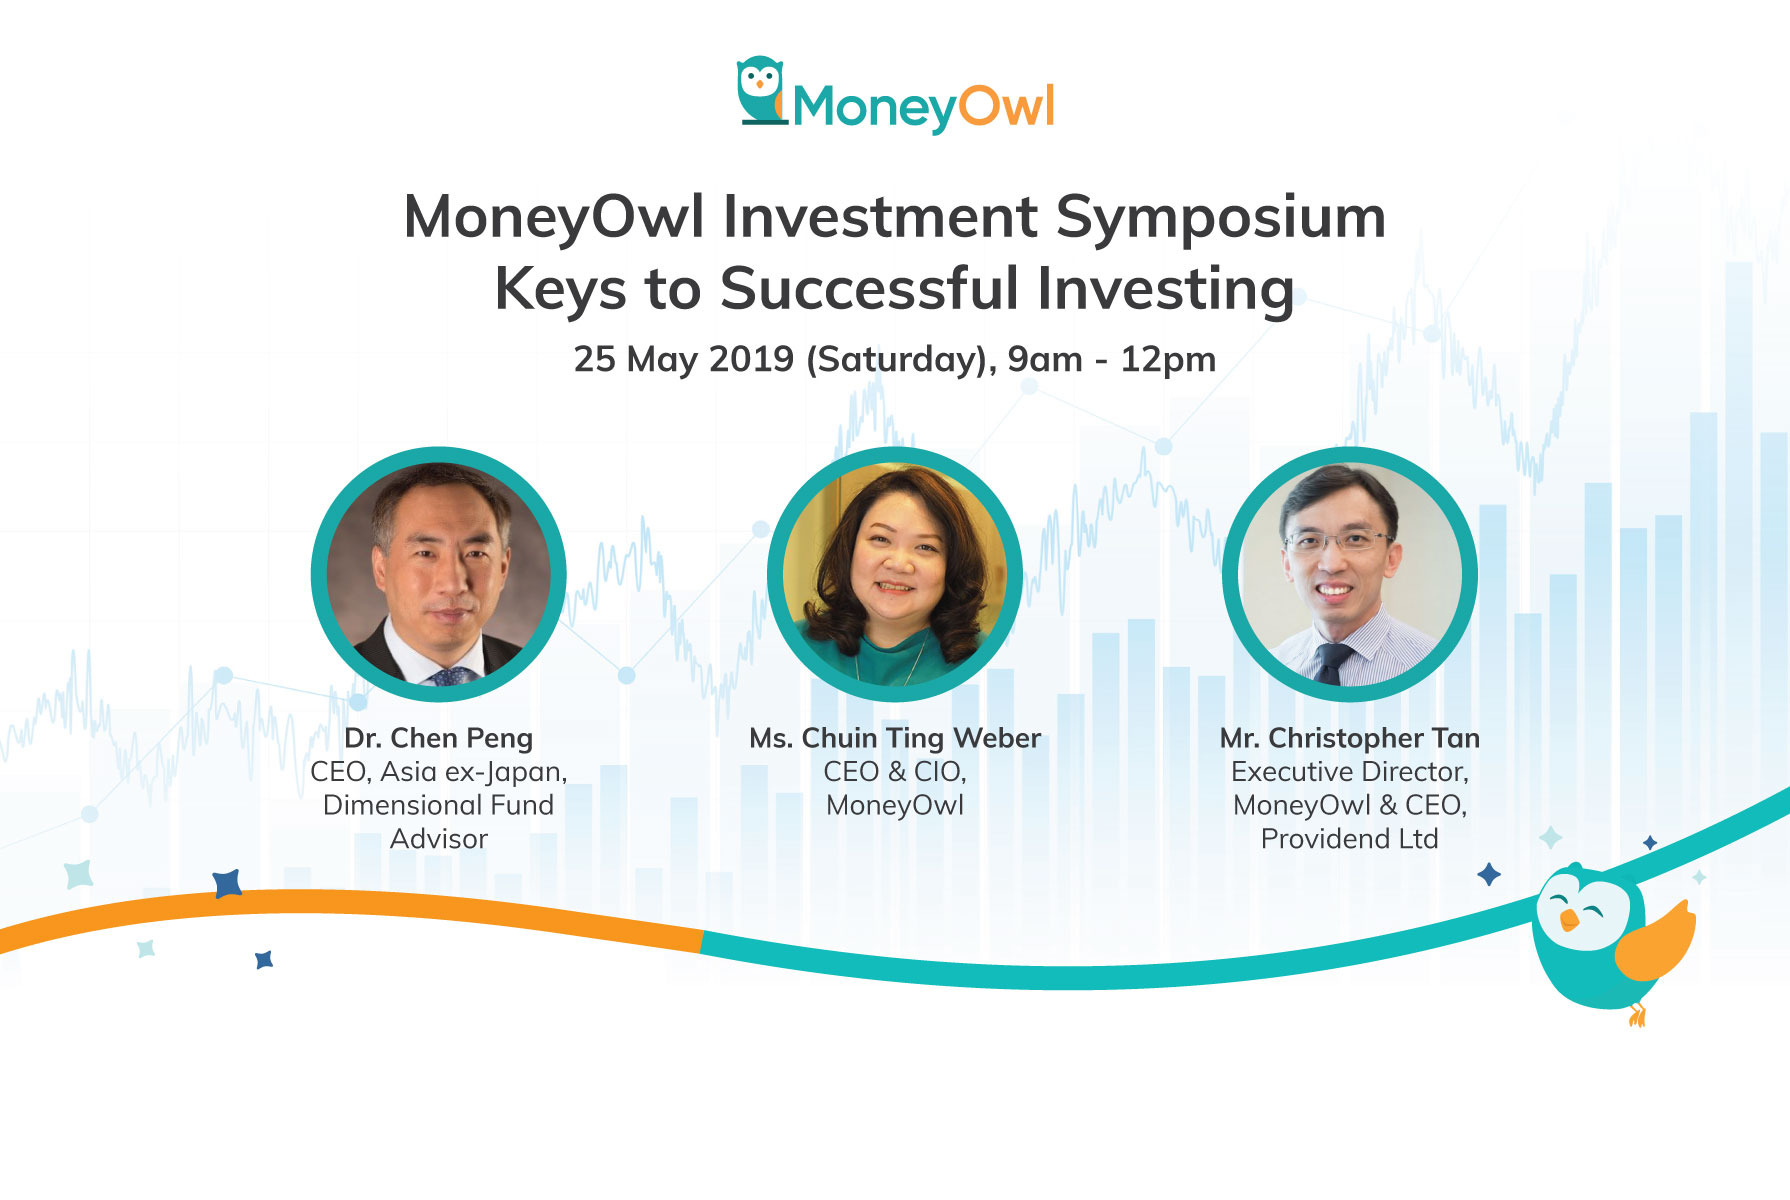 MoneyOwl
MoneyOwl Investment Symposium
Keys to Successful Investing
25 May 2019 (Saturday), 9am - 12pm
Dr. Chen Peng
CEO, Asia ex-Japan,
Dimensional Fund
Advisor
Ms. Chuin Ting Weber
CEO & CIO,
MoneyOwl
Mr. Christopher Tan
Executive Director,
MoneyOwl & CEO,
Providend Ltd